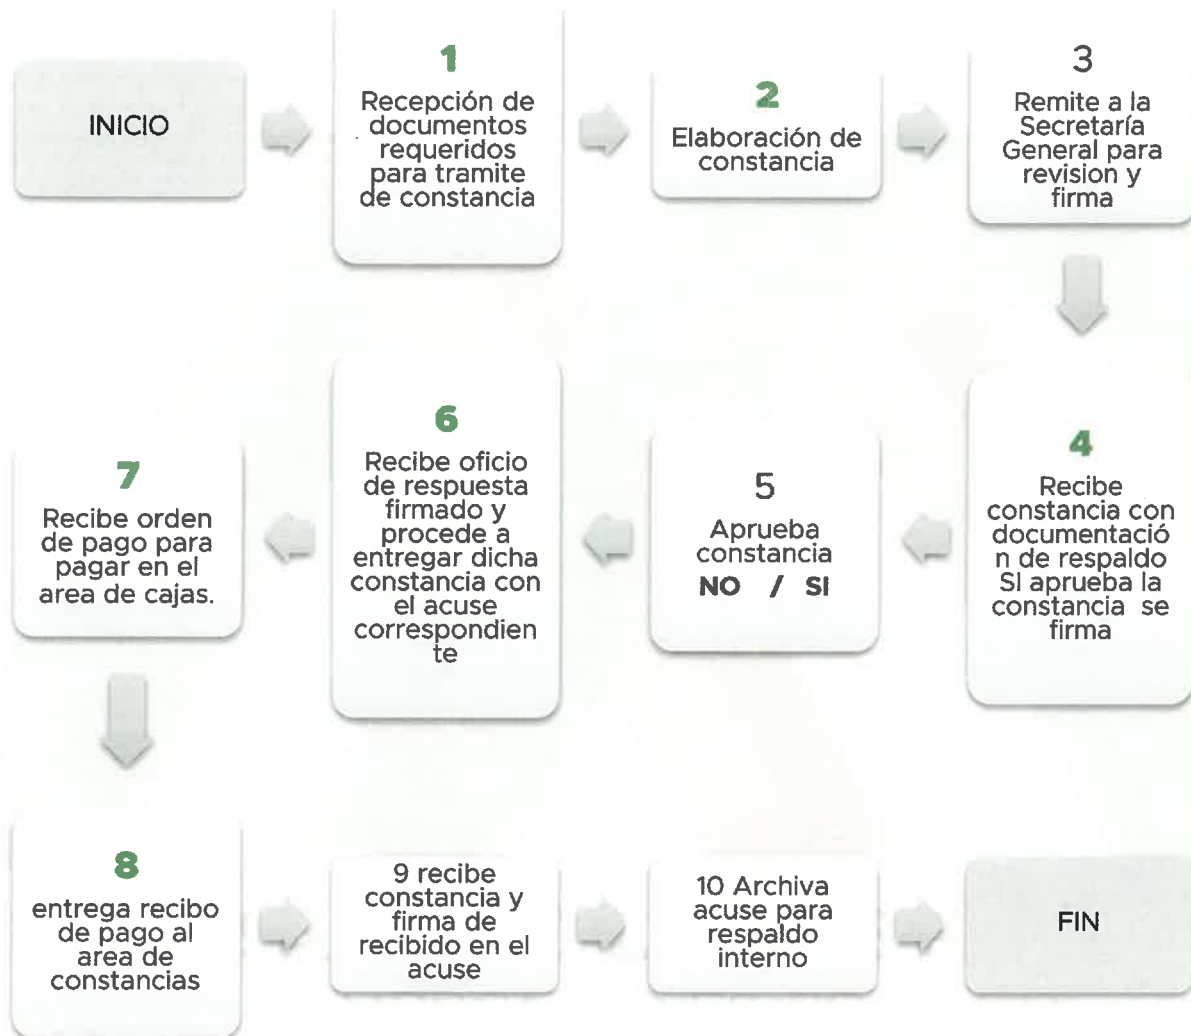 INICIO
1
Recepción de
documentos
requeridos
para tramite
de constancia
2
Elaboración de
constancia
3
Remite a la
Secretaría
General para
revision y
firma
4
Recibe
constancia con
documentació
n de respaldo
SI aprueba la
constancia se
firma
5
Aprueba
constancia
NO / SI
6
Recibe oficio
de respuesta
firmado y
procede a
entregar dicha
constancia con
el acuse
correspondien
te
7
Recibe orden
de pago para
pagar en el
area de cajas.
8
entrega recibo
de pago al
area de
constancias
9 recibe
constancia y
firma de
recibido en el
acuse
10 Archiva
acuse para
respaldo
interno
FIN